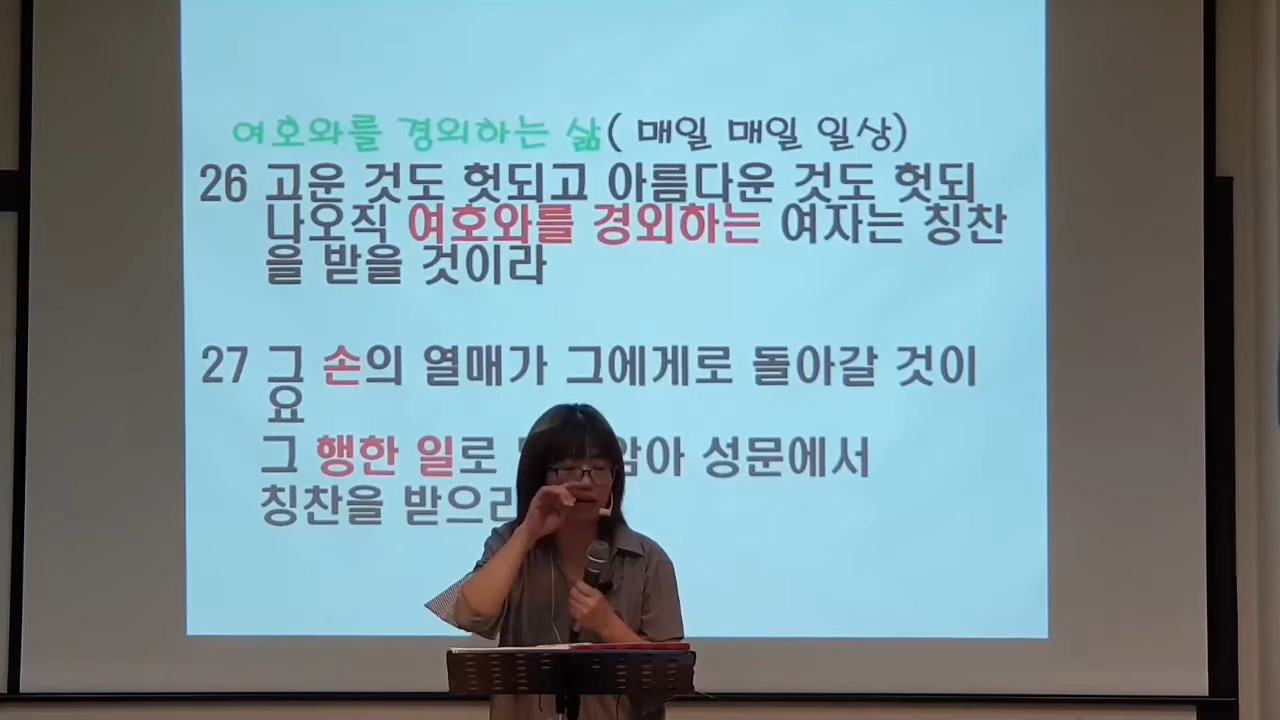 여호와를 경외하는 삶( 매일 매일 일상)
26 고운 것도 헛되고 아름다운 것도 헛되
나오직 여호와를 경외하는 여자는 칭찬
을 받을 것이라
27 그 손의 열매가 그에게로 돌아갈 것이
요
그 행한 일로 성문에서
칭찬을 받으리